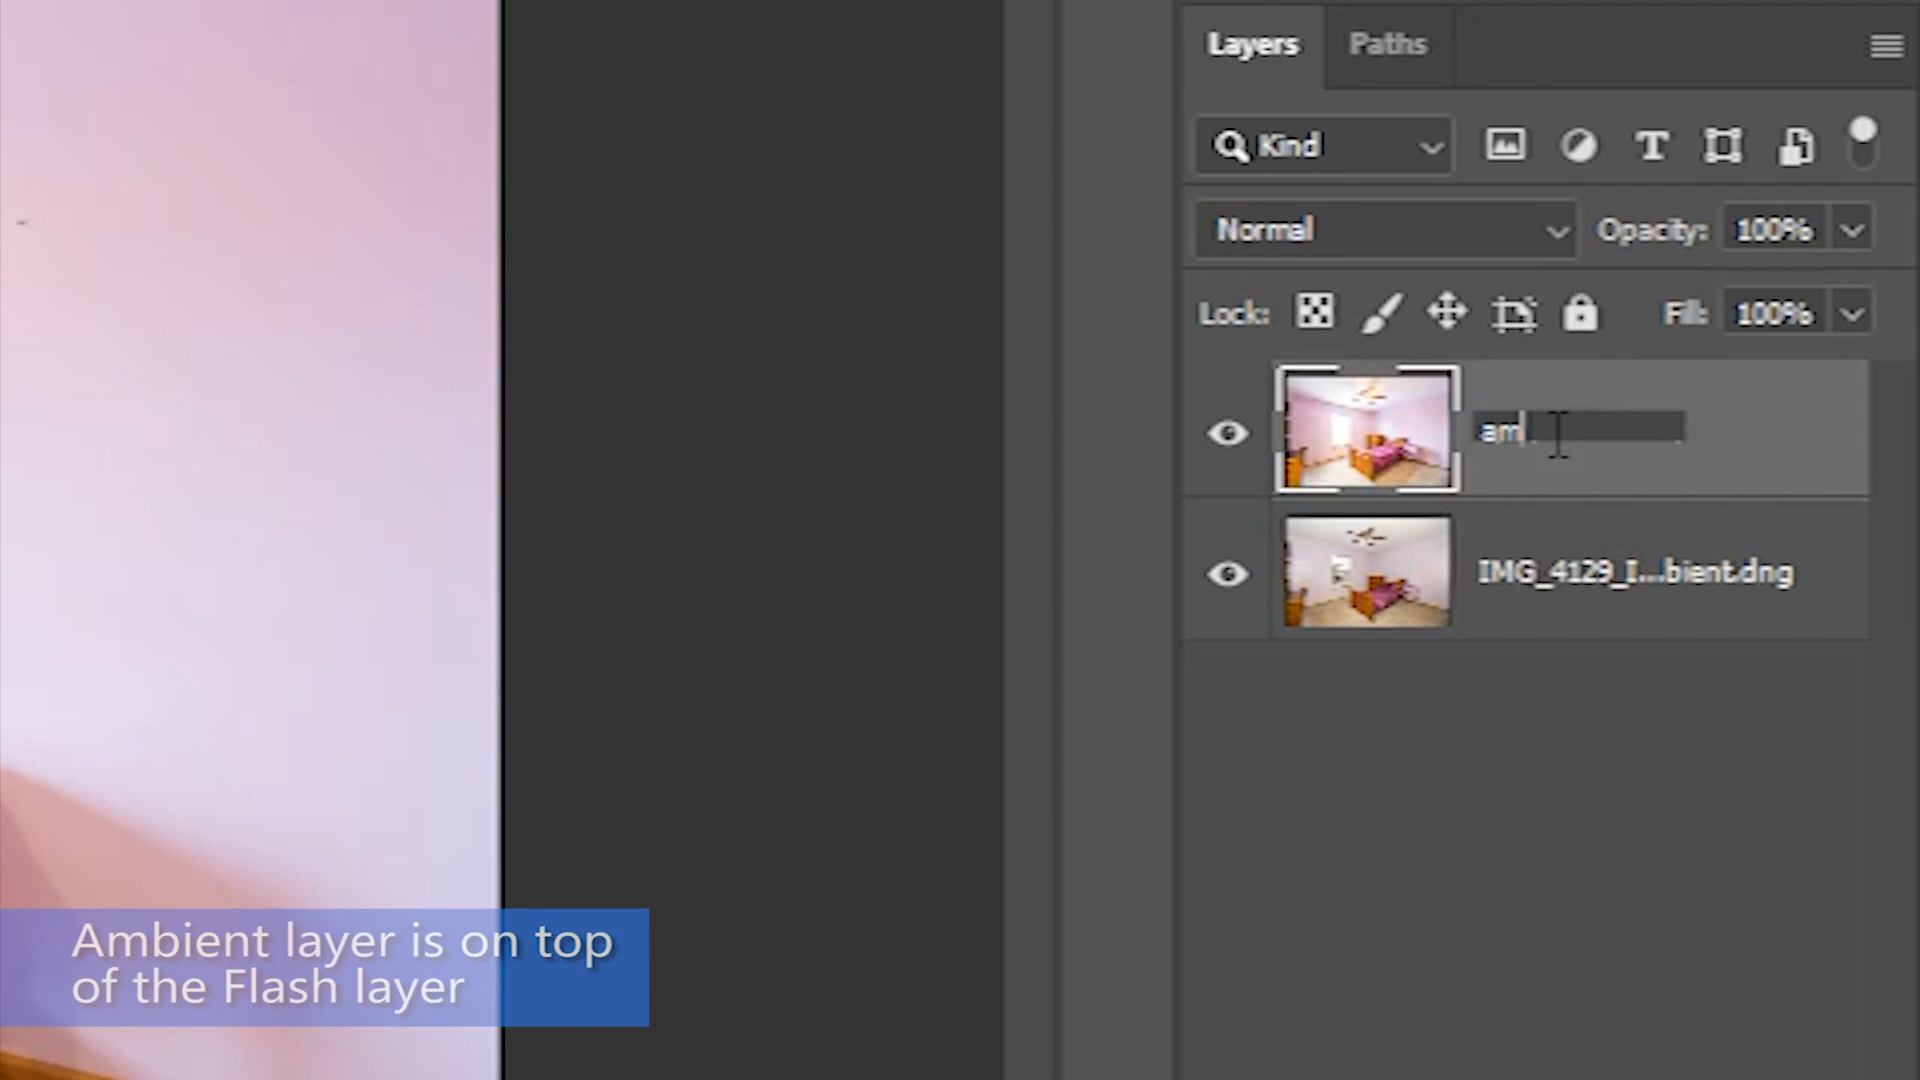 Layers Paths
Kind
Normal Opacity: 100%
Lock: Fill: 100%
am
IMG_4129_I...bient.dng
Ambient layer is on top
of the Flash layer